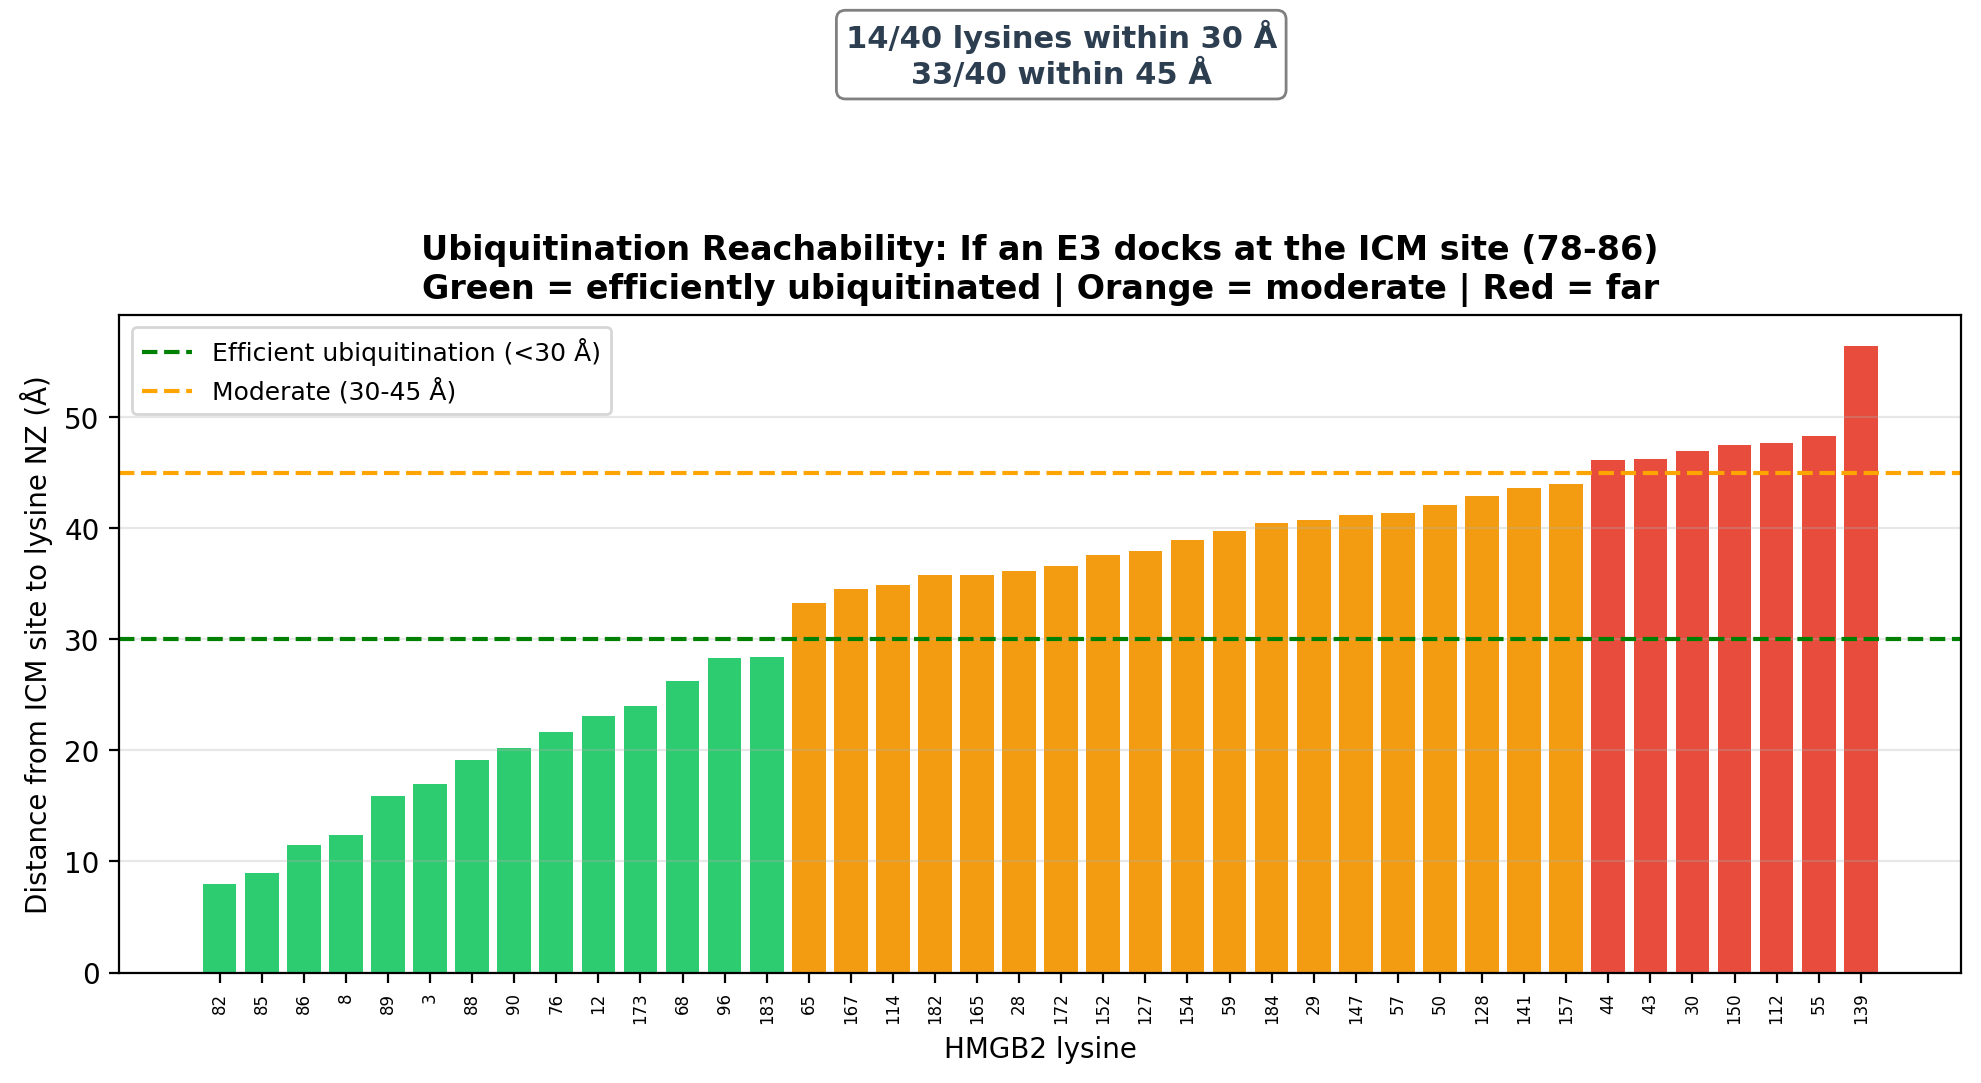 14/40 lysines within 30 Å
33/40 within 45 Å
Ubiquitination Reachability: If an E3 docks at the ICM site (78-86)
Green = efficiently ubiquitinated | Orange = moderate | Red = far
Efficient ubiquitination (<30 Å)
Moderate (30-45 Å)
Distance from ICM site to lysine NZ (Å)
50
40
30
20
10
0
82 85 86 8 89 3 88 90 76 12 173 68 96 183 65 167 114 182 165 28 172 152 127 154 59 184 29 147 57 50 128 141 157 44 43 30 150 112 55 139
HMGB2 lysine